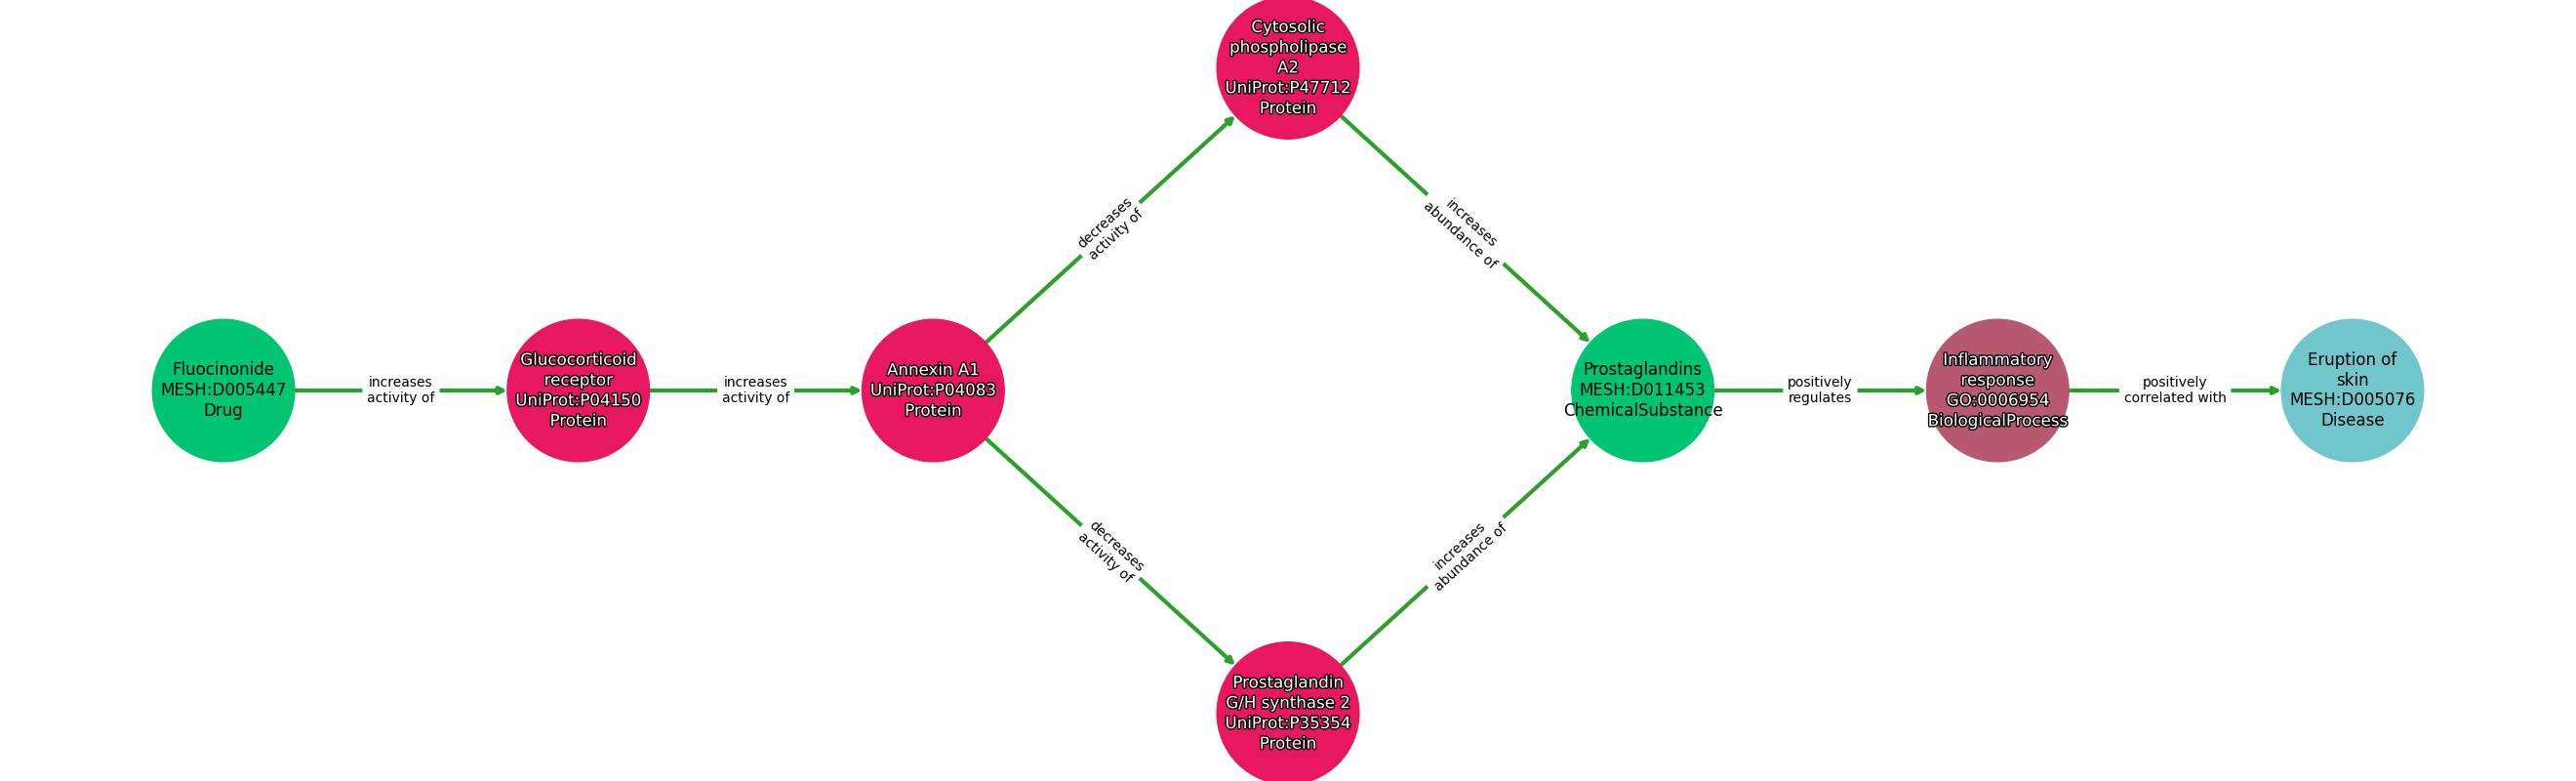 Cytosolic
phospholipase
A2
UniProt:P47712
Protein
decreases
activity of
increases
abundance of
Fluocinonide
MESH:D005447
Drug
increases
activity of
Glucocorticoid
receptor
UniProt:P04150
Protein
increases
activity of
Annexin A1
UniProt:P04083
Protein
Prostaglandins
MESH:D011453
ChemicalSubstance
positively
regulates
Inflammatory
response
GO:0006954
BiologicalProcess
positively
correlated with
Eruption of
skin
MESH:D005076
Disease
decreases
activity of
increases
abundance of
Prostaglandin
G/H synthase 2
UniProt:P35354
Protein